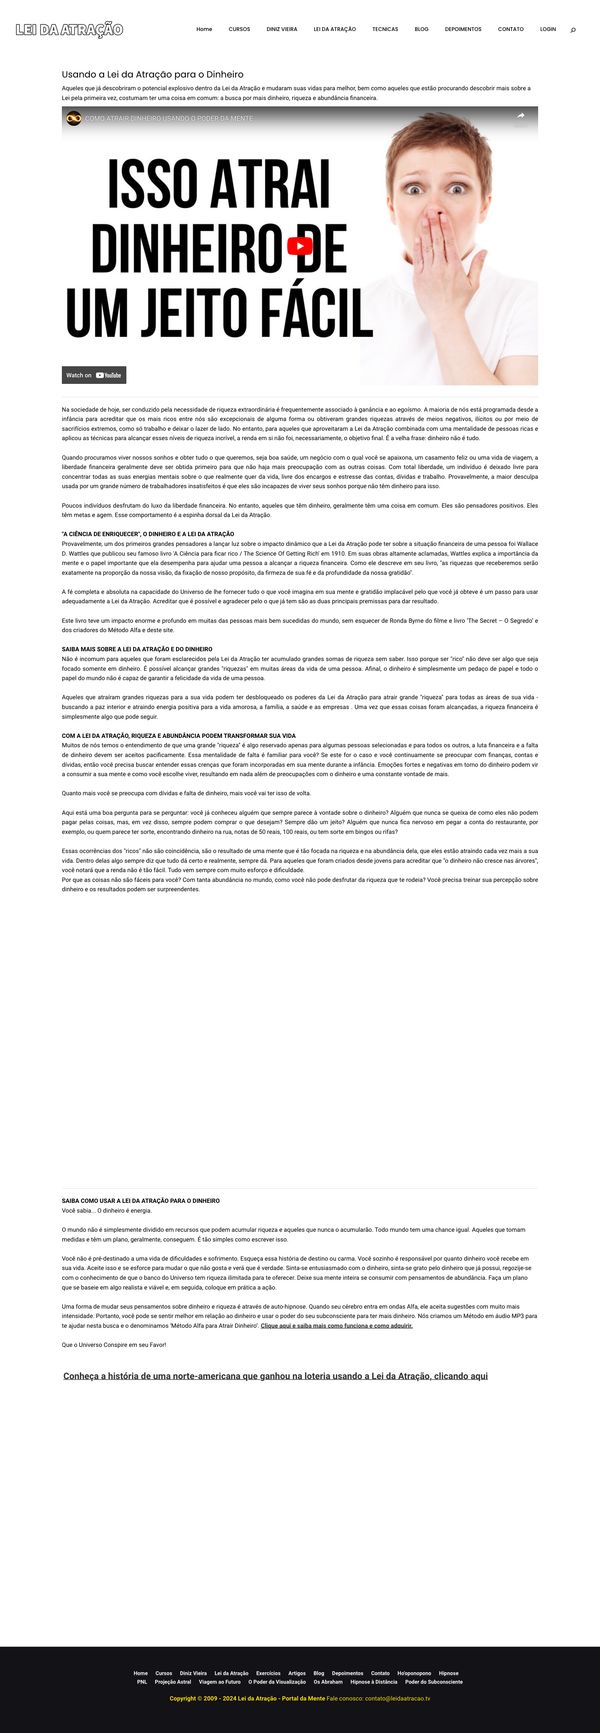 LEI DA ATRAÇÃO
Home CURSOS DINIZ VIEIRA LEI DA ATRAÇÃO TECNICAS BLOG DEPOIMENTOS CONTATO LOGIN
Usando a Lei da Atração para o Dinheiro
Aqueles que já descobriram o potencial explosivo dentro da Lei da Atração e mudaram suas vidas para melhor, bem como aqueles que estão procurando descobrir mais sobre a
Lei pela primeira vez, costumam ter uma coisa em comum: a busca por mais dinheiro, riqueza e abundância financeira.
COMO ATRAIR DINHEIRO USANDO O PODER DA MENTE
ISSO ATRAI
DINHEIRO DE
UM JEITO FÁCIL
Watch on YouTube
Na sociedade de hoje, ser conduzido pela necessidade de riqueza extraordinária é frequentemente associado à ganância e ao egoísmo. A maioria de nós está programada desde a
infância para acreditar que os mais ricos entre nós são excepcionais de alguma forma ou obtiveram grandes riquezas através de meios negativos, ilícitos ou por meio de
sacrifícios extremos, como só trabalho e deixar o lazer de lado. No entanto, para aqueles que aproveitaram a Lei da Atração combinada com uma mentalidade de pessoas ricas e
aplicou as técnicas para alcançar esses níveis de riqueza incrível, a renda em si não foi, necessariamente, o objetivo final. É a velha frase: dinheiro não é tudo.
Quando procuramos viver nossos sonhos e obter tudo o que queremos, seja boa saúde, um negócio com o qual você se apaixona, um casamento feliz ou uma vida de viagem, a
liberdade financeira geralmente deve ser obtida primeiro para que não haja mais preocupação com as outras coisas. Com total liberdade, um indivíduo é deixado livre para
concentrar todas as suas energias mentais sobre o que realmente quer da vida, livre dos encargos e estresse das contas, dívidas e trabalho. Provavelmente, a maior desculpa
usada por um grande número de trabalhadores insatisfeitos é que eles são incapazes de viver seus sonhos porque não têm dinheiro para isso.
Poucos indivíduos desfrutam do luxo da liberdade financeira. No entanto, aqueles que têm dinheiro, geralmente têm uma coisa em comum. Eles são pensadores positivos. Eles
têm metas e agem. Esse comportamento é a espinha dorsal da Lei da Atração.
"A CIÊNCIA DE ENRIQUECER", O DINHEIRO E A LEI DA ATRAÇÃO
Provavelmente, um dos primeiros grandes pensadores a lançar luz sobre o impacto dinâmico que a Lei da Atração pode ter sobre a situação financeira de uma pessoa foi Wallace
D. Wattles que publicou seu famoso livro 'A Ciência para ficar rico / The Science Of Getting Rich' em 1910. Em suas obras altamente aclamadas, Wattles explica a importância da
mente e o papel importante que ela desempenha para ajudar uma pessoa a alcançar a riqueza financeira. Como ele descreve em seu livro, "as riquezas que receberemos serão
exatamente na proporção da nossa visão, da fixação de nosso propósito, da firmeza de sua fé e da profundidade da nossa gratidão".
A fé completa e absoluta na capacidade do Universo de lhe fornecer tudo o que você imagina em sua mente e gratidão implacável pelo que você já obteve é um passo para usar
adequadamente a Lei da Atração. Acreditar que é possível e agradecer pelo o que já tem são as duas principais premissas para dar resultado.
Este livro teve um impacto enorme e profundo em muitas das pessoas mais bem sucedidas do mundo, sem esquecer de Ronda Byrne do filme e livro 'The Secret – O Segredo' e
dos criadores do Método Alfa e deste site.
SAIBA MAIS SOBRE A LEI DA ATRAÇÃO E DO DINHEIRO
Não é incomum para aqueles que foram esclarecidos pela Lei da Atração ter acumulado grandes somas de riqueza sem saber. Isso porque ser "rico" não deve ser algo que seja
focado somente em dinheiro. É possível alcançar grandes "riquezas" em muitas áreas da vida de uma pessoa. Afinal, o dinheiro é simplesmente um pedaço de papel e todo o
papel do mundo não é capaz de garantir a felicidade da vida de uma pessoa.
Aqueles que atraíram grandes riquezas para a sua vida podem ter desbloqueado os poderes da Lei da Atração para atrair grande "riqueza" para todas as áreas de sua vida -
buscando a paz interior e atraindo energia positiva para a vida amorosa, a família, a saúde e as empresas . Uma vez que essas coisas foram alcançadas, a riqueza financeira é
simplesmente algo que pode seguir.
COM A LEI DA ATRAÇÃO, RIQUEZA E ABUNDÂNCIA PODEM TRANSFORMAR SUA VIDA
Muitos de nós temos o entendimento de que uma grande "riqueza" é algo reservado apenas para algumas pessoas selecionadas e para todos os outros, a luta financeira e a falta
de dinheiro devem ser aceitos pacificamente. Essa mentalidade de falta é familiar para você? Se este for o caso e você continuamente se preocupar com finanças, contas e
dívidas, então você precisa buscar entender essas crenças que foram incorporadas em sua mente durante a infância. Emoções fortes e negativas em torno do dinheiro podem vir
a consumir a sua mente e como você escolhe viver, resultando em nada além de preocupações com o dinheiro e uma constante vontade de mais.
Quanto mais você se preocupa com dívidas e falta de dinheiro, mais você vai ter isso de volta.
Aqui está uma boa pergunta para se perguntar: você já conheceu alguém que sempre parece à vontade sobre o dinheiro? Alguém que nunca se queixa de como eles não podem
pagar pelas coisas, mas, em vez disso, sempre podem comprar o que desejam? Sempre dão um jeito? Alguém que nunca fica nervoso em pegar a conta do restaurante, por
exemplo, ou quem parece ter sorte, encontrando dinheiro na rua, notas de 50 reais, 100 reais, ou tem sorte em bingos ou rifas?
Essas ocorrências dos "ricos" não são coincidência, são o resultado de uma mente que é tão focada na riqueza e na abundância dela, que eles estão atraindo cada vez mais a sua
vida. Dentro delas algo sempre diz que tudo dá certo e realmente, sempre dá. Para aqueles que foram criados desde jovens para acreditar que "o dinheiro não cresce nas árvores",
você notará que a renda não é tão fácil. Tudo vem sempre com muito esforço e dificuldade.
Por que as coisas não são fáceis para você? Com tanta abundância no mundo, como você não pode desfrutar da riqueza que te rodeia? Você precisa treinar sua percepção sobre
dinheiro e os resultados podem ser surpreendentes.
SAIBA COMO USAR A LEI DA ATRAÇÃO PARA O DINHEIRO
Você sabia... O dinheiro é energia.
O mundo não é simplesmente dividido em recursos que podem acumular riqueza e aqueles que nunca o acumularão. Todo mundo tem uma chance igual. Aqueles que tomam
medidas e têm um plano, geralmente, conseguem. É tão simples como escrever isso.
Você não é pré-destinado a uma vida de dificuldades e sofrimento. Esqueça essa história de destino ou carma. Você sozinho é responsável por quanto dinheiro você recebe em
sua vida. Aceite isso e se esforce para mudar o que não gosta e verá que é verdade. Sinta-se entusiasmado com o dinheiro, sinta-se grato pelo dinheiro que já possui, regozije-se
com o conhecimento de que o banco do Universo tem riqueza ilimitada para te oferecer. Deixe sua mente inteira se consumir com pensamentos de abundância. Faça um plano
que se baseie em algo realista e viável e, em seguida, coloque em prática a ação.
Uma forma de mudar seus pensamentos sobre dinheiro e riqueza é através de auto-hipnose. Quando seu cérebro entra em ondas Alfa, ele aceita sugestões com muito mais
intensidade. Portanto, você pode se sentir melhor em relação ao dinheiro e usar o poder do seu subconsciente para ter mais dinheiro. Nós criamos um Método em áudio MP3 para
te ajudar nesta busca e o denominamos 'Método Alfa para Atrair Dinheiro'. Clique aqui e saiba mais como funciona e como adquirir.
Que o Universo Conspire em seu Favor!
Conheça a história de uma norte-americana que ganhou na loteria usando a Lei da Atração, clicando aqui
Home Cursos Diniz Vieira Lei da Atração Exercícios Artigos Blog Depoimentos Contato Ho'oponopono Hipnose
PNL Projeção Astral Viagem ao Futuro O Poder da Visualização Os Abraham Hipnose à Distância Poder do Subconsciente
Copyright © 2009 - 2024 Lei da Atração - Portal da Mente Fale conosco: contato@leidaatracao.tv